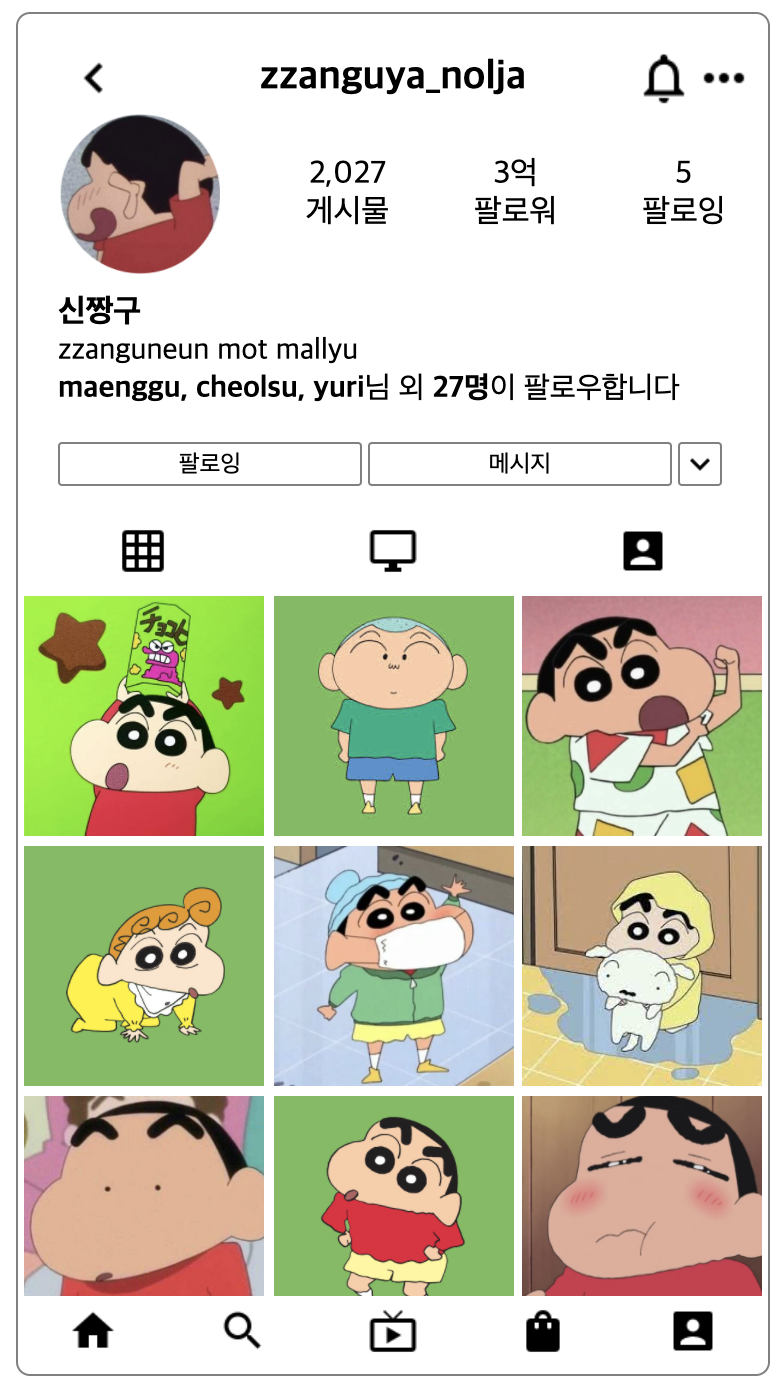 zzanguya_nolja
2,027 3억 5
게시물 팔로워 팔로잉
신짱구
zzanguneun mot mallyu
maenggu, cheolsu, yuri님 외 27명이 팔로우합니다
팔로잉 메시지
チョコビ